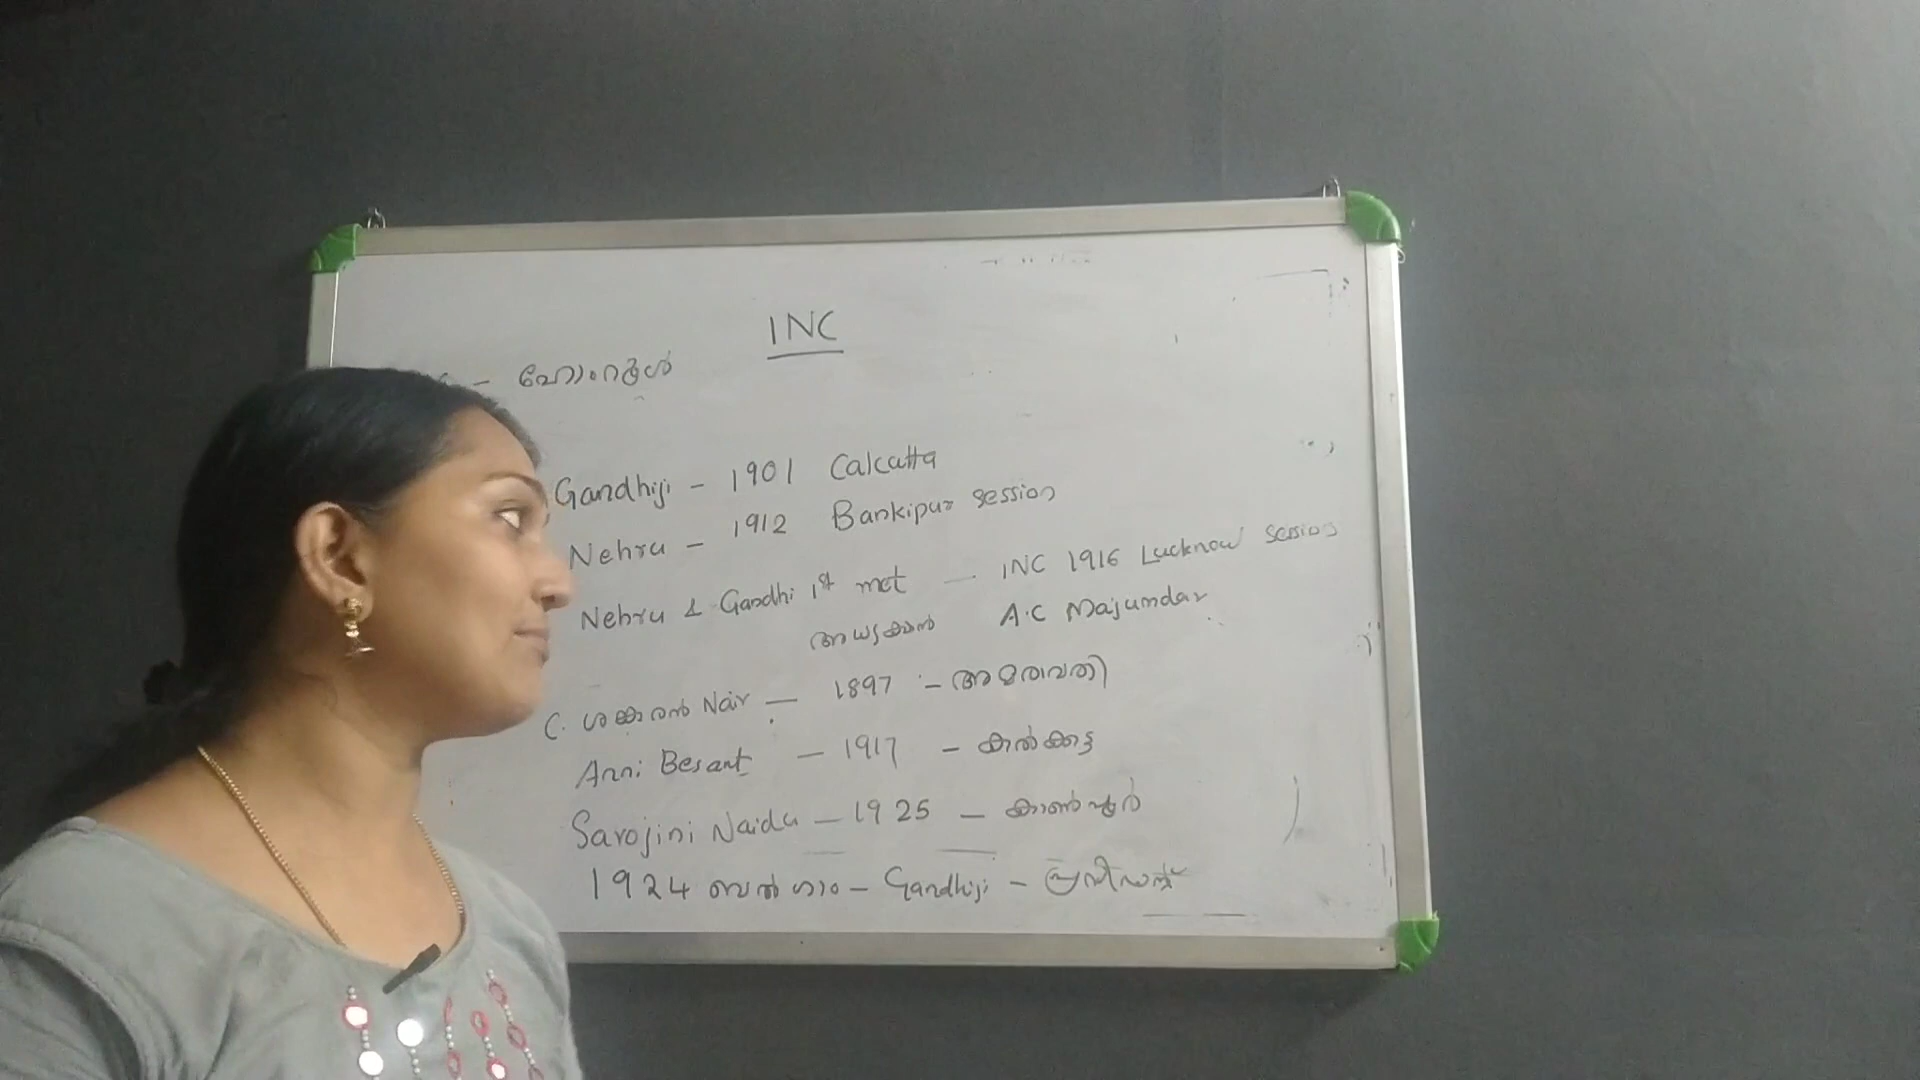 INC
- ഹോംറൂൾ
Gandhiji - 1901 Calcutta
Nehru - 1912 Bankipur session
Nehru & Gandhi 1st met - INC 1916 Lucknow session
അധ്യക്ഷൻ A.C Majumdar
C. ശങ്കരൻ Nair - 1897 - അമരാവതി
Anni Besant - 1917 - കൽക്കട്ട
Sarojini Naidu - 1925 - കാൺപൂർ
1924 ബൽഗാം - Gandhiji - പ്രസിഡന്റ്